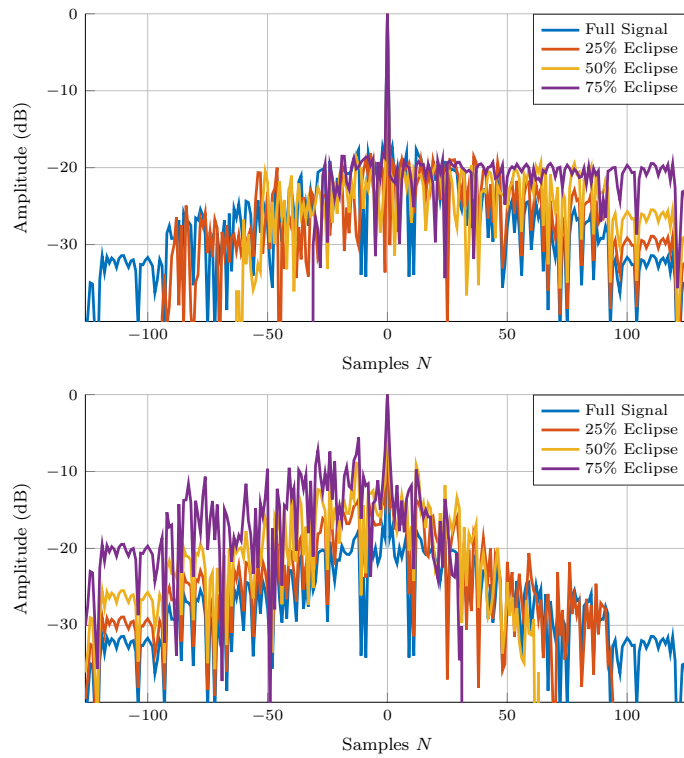 0
−10
−20
−30
Amplitude (dB)
−100
−50
0
50
100
Samples N
Full Signal
25% Eclipse
50% Eclipse
75% Eclipse
0
−10
−20
−30
Amplitude (dB)
−100
−50
0
50
100
Samples N
Full Signal
25% Eclipse
50% Eclipse
75% Eclipse